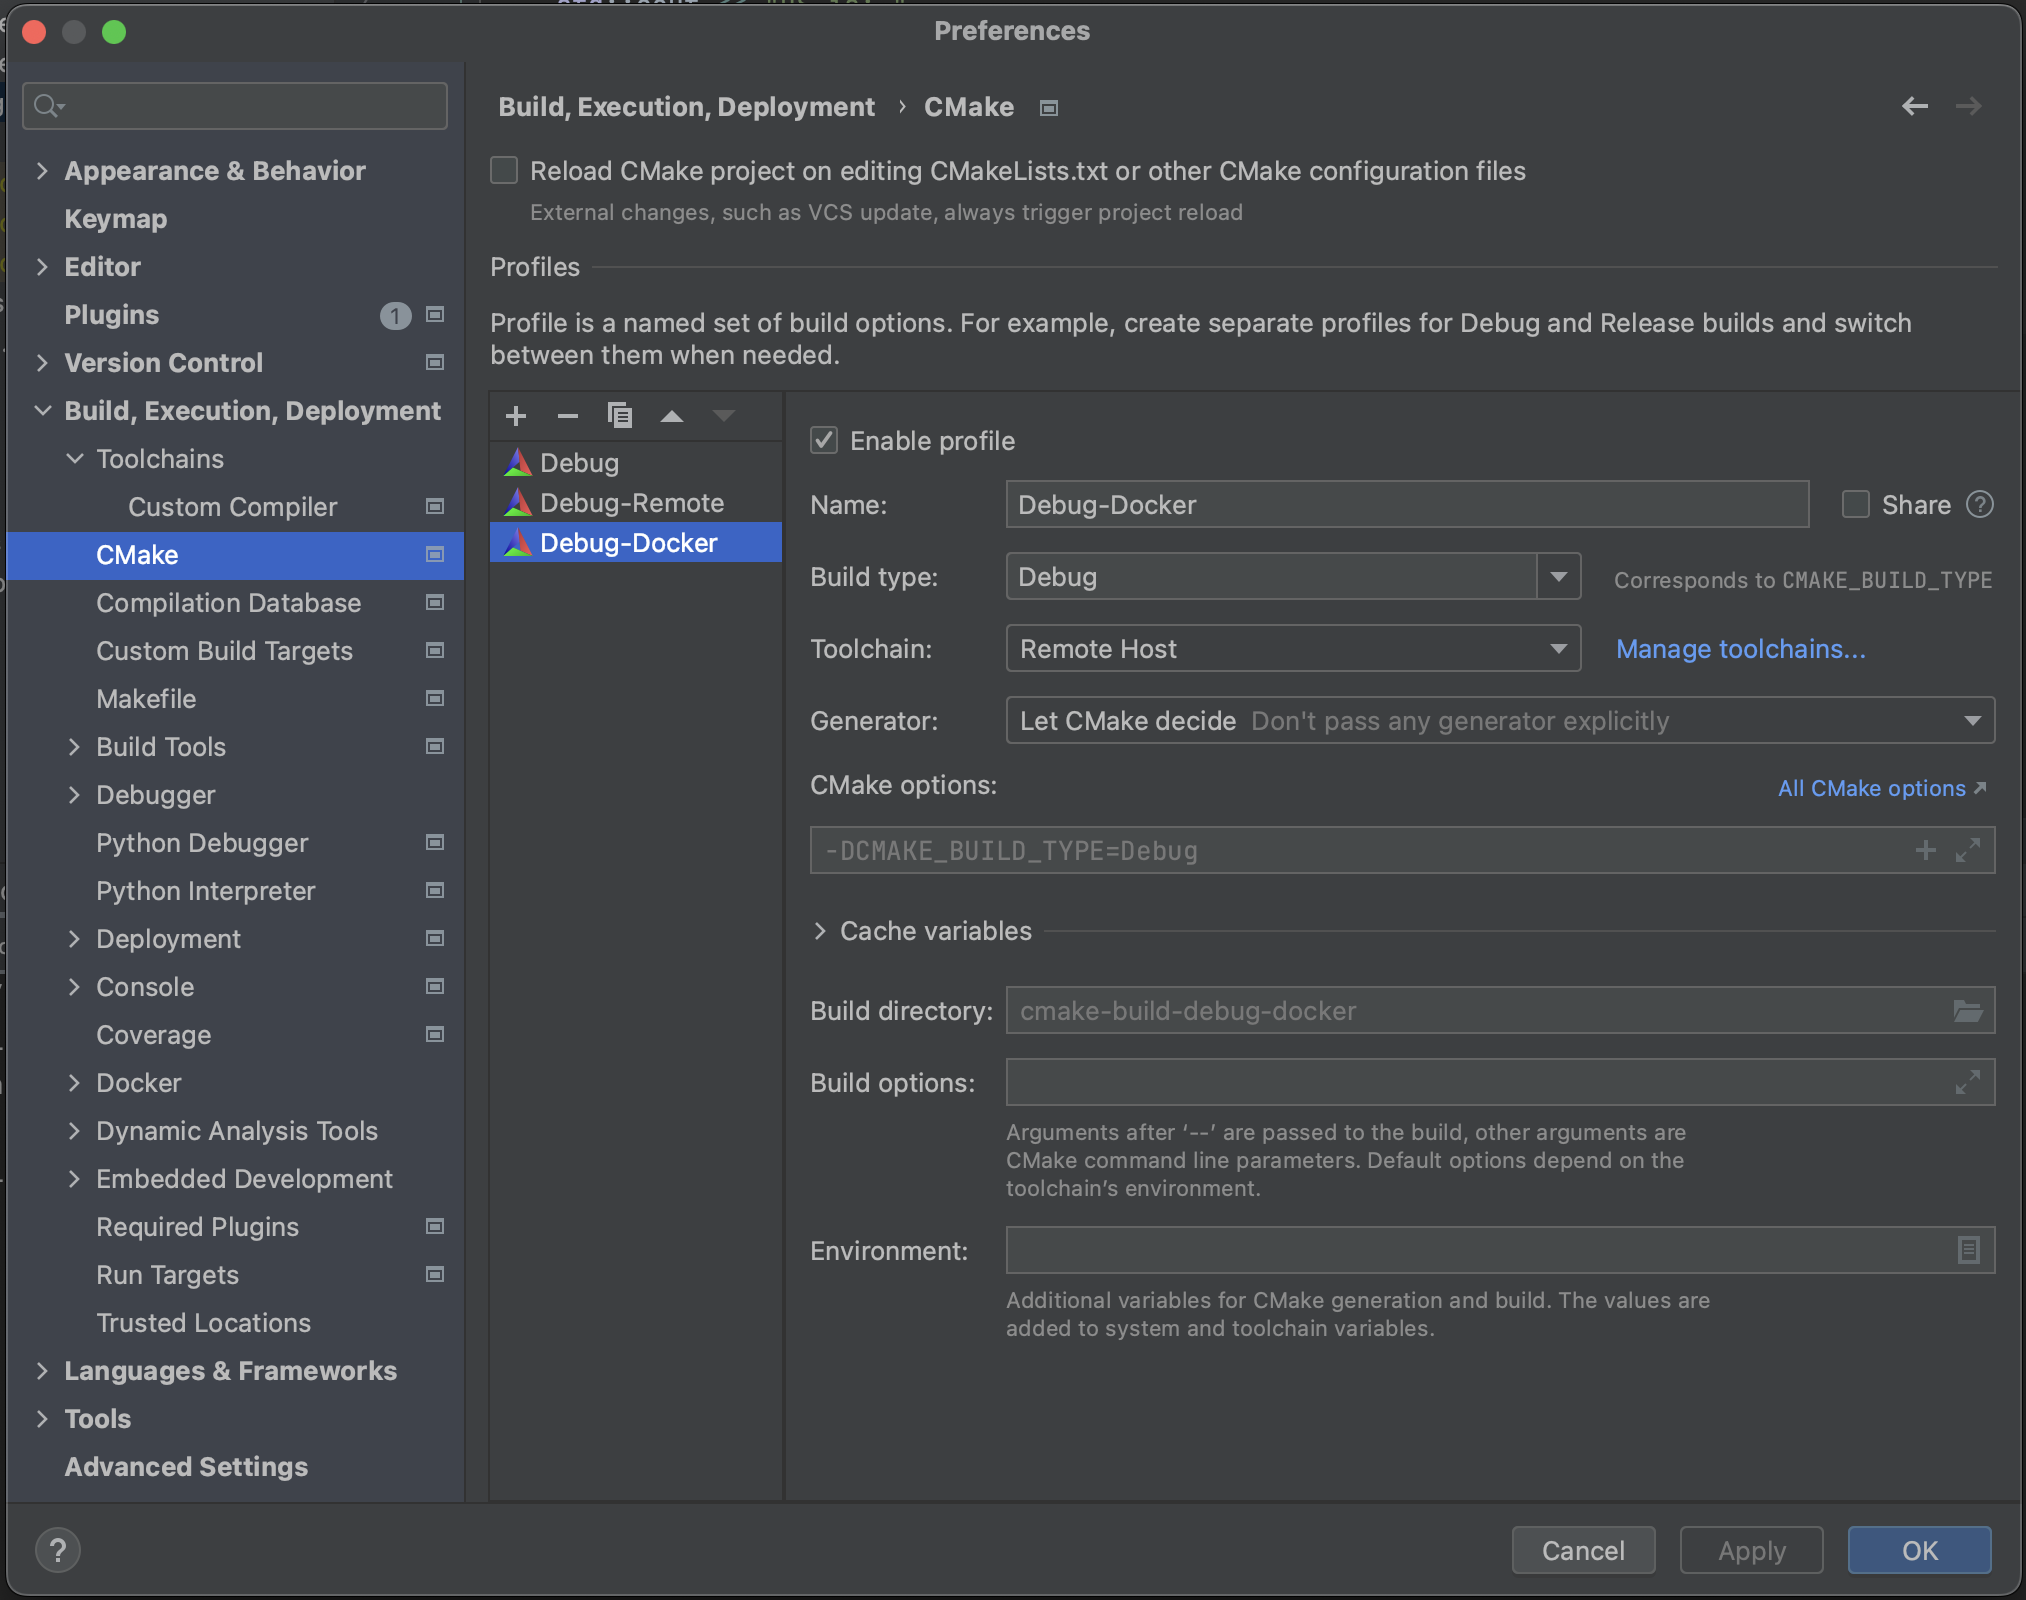 Preferences
Build, Execution, Deployment › CMake
Reload CMake project on editing CMakeLists.txt or other CMake configuration files
External changes, such as VCS update, always trigger project reload
Profiles
Profile is a named set of build options. For example, create separate profiles for Debug and Release builds and switch
between them when needed.
Appearance & Behavior
Keymap
Editor
Plugins 1
Version Control
Build, Execution, Deployment
Toolchains
Custom Compiler
CMake
Compilation Database
Custom Build Targets
Makefile
Build Tools
Debugger
Python Debugger
Python Interpreter
Deployment
Console
Coverage
Docker
Dynamic Analysis Tools
Embedded Development
Required Plugins
Run Targets
Trusted Locations
Languages & Frameworks
Tools
Advanced Settings
Debug
Debug-Remote
Debug-Docker
Enable profile
Name: Debug-Docker Share ?
Build type: Debug Corresponds to CMAKE_BUILD_TYPE
Toolchain: Remote Host Manage toolchains...
Generator: Let CMake decide Don't pass any generator explicitly
CMake options: All CMake options ↗
-DCMAKE_BUILD_TYPE=Debug
Cache variables
Build directory: cmake-build-debug-docker
Build options:
Arguments after ‘--’ are passed to the build, other arguments are
CMake command line parameters. Default options depend on the
toolchain’s environment.
Environment:
Additional variables for CMake generation and build. The values are
added to system and toolchain variables.
? Cancel Apply OK